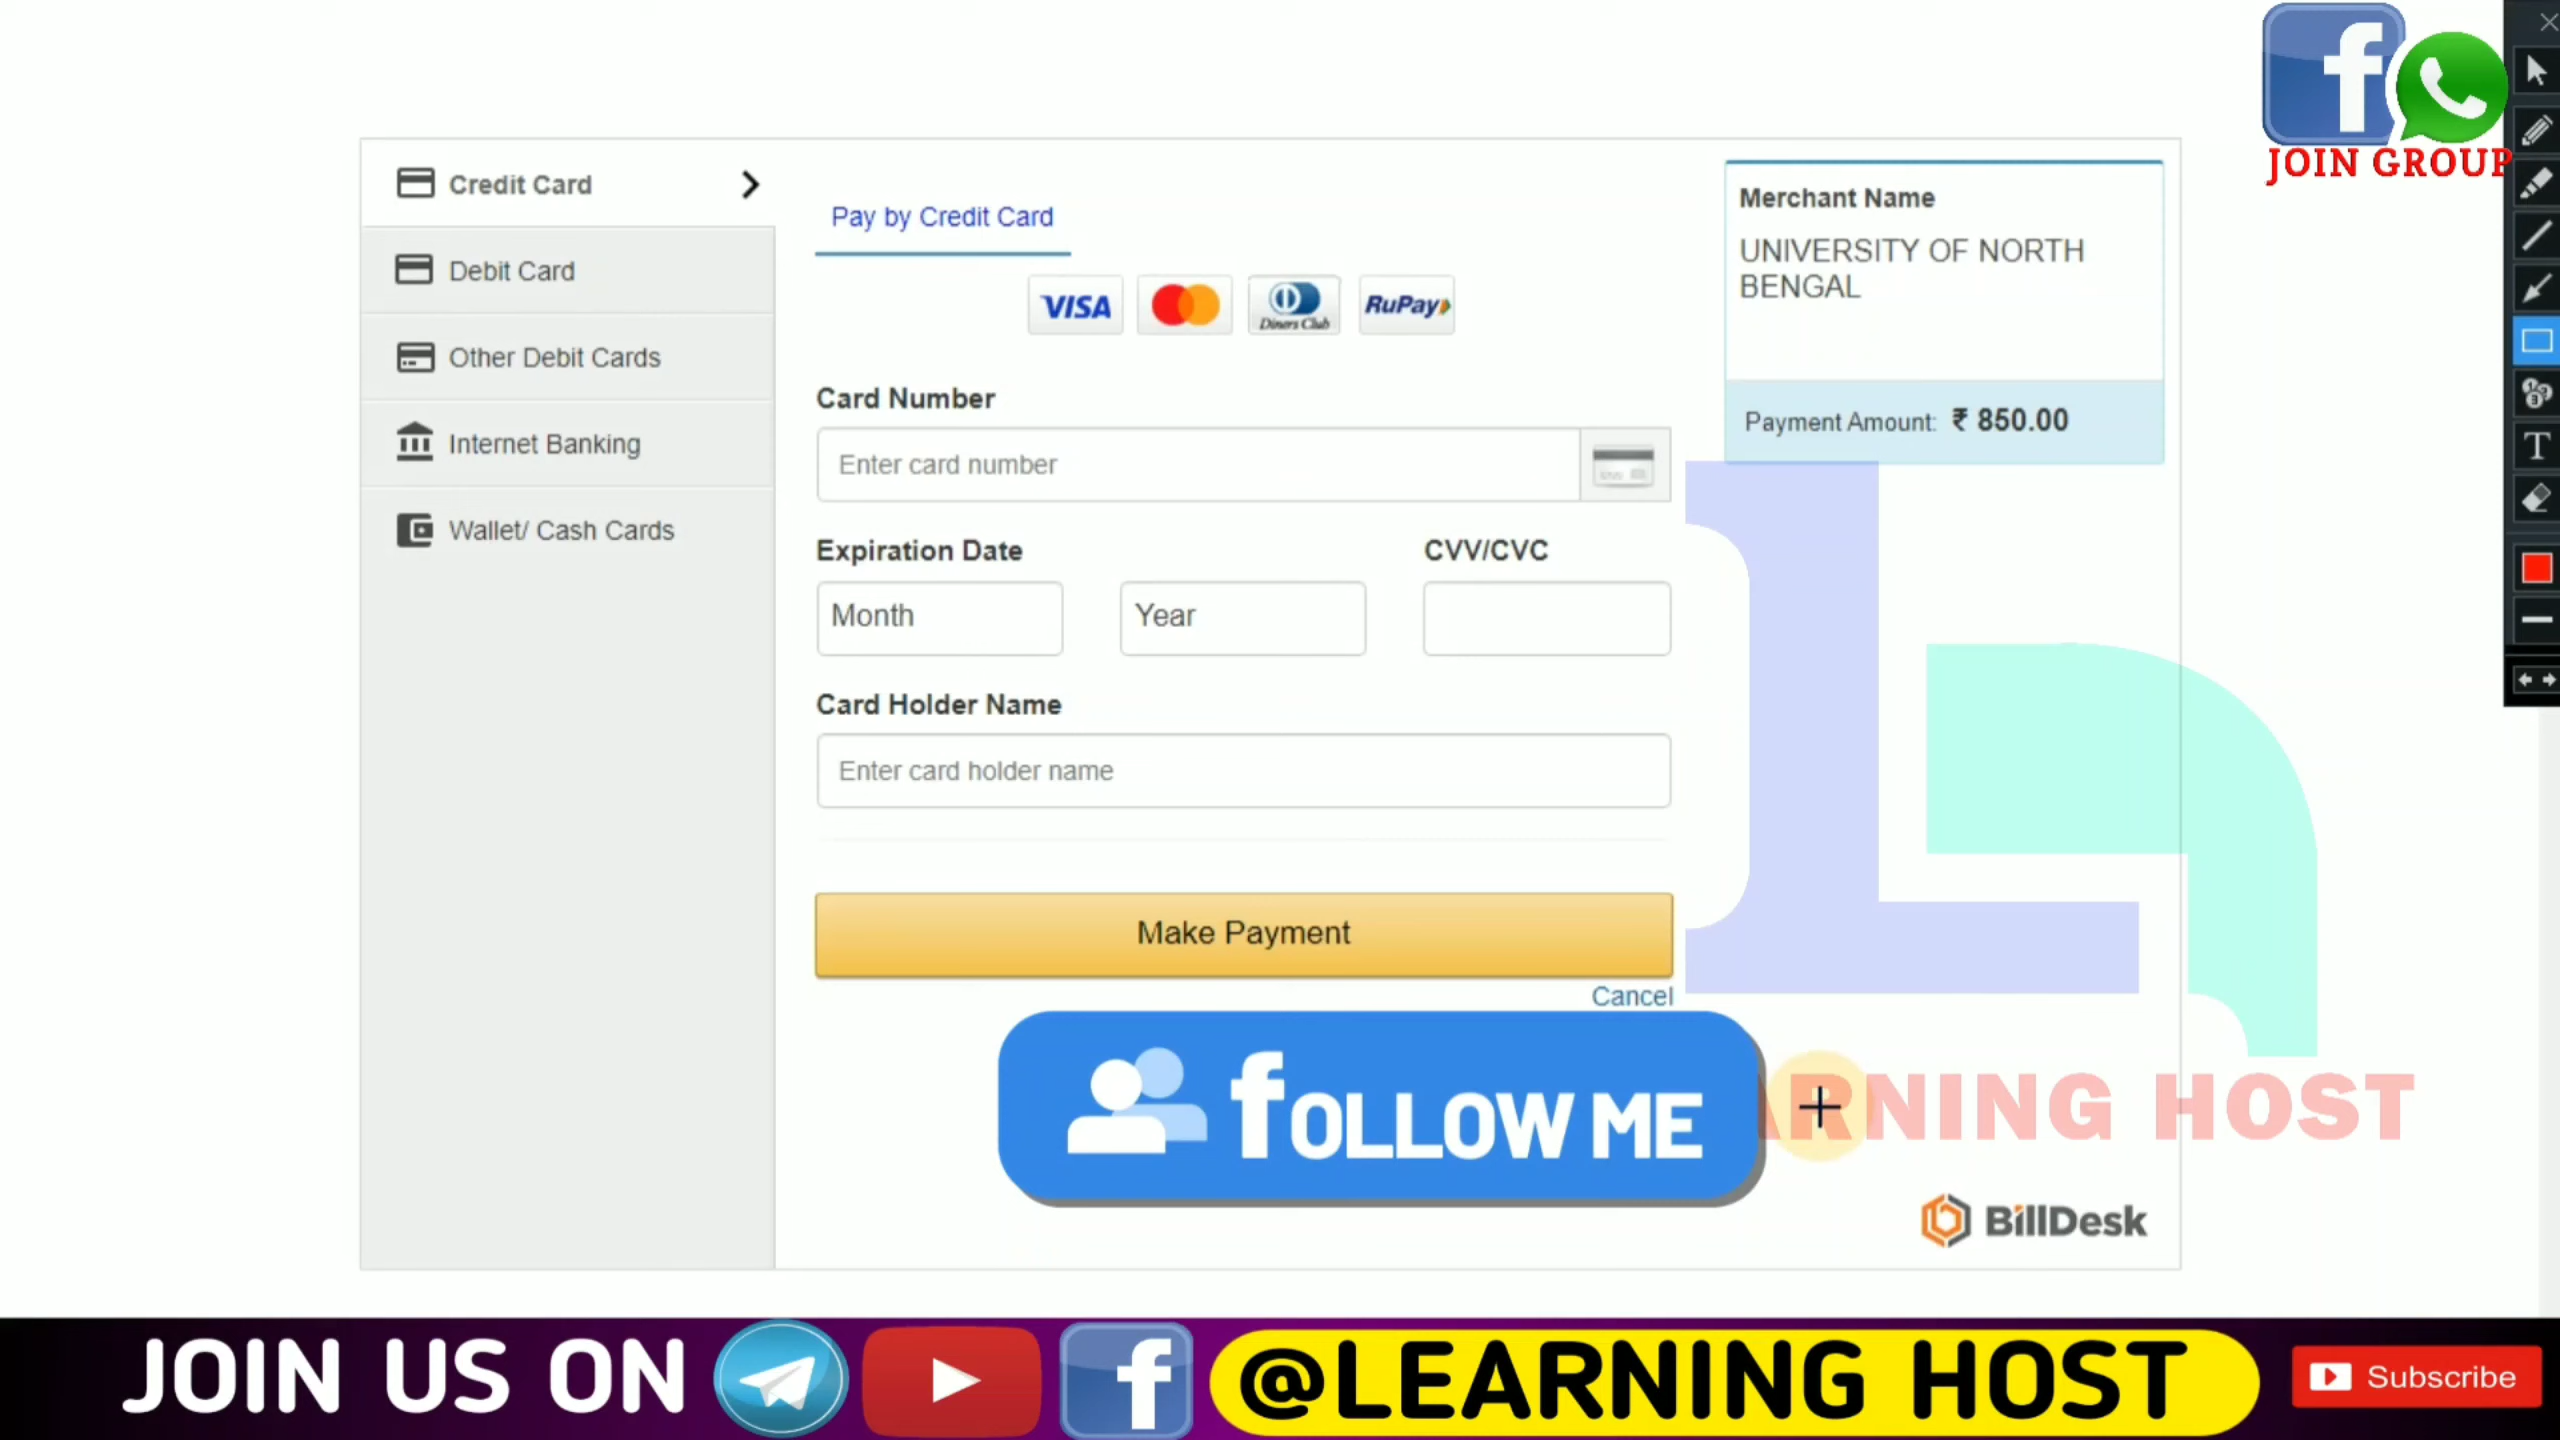 JOIN GROUP
Credit Card
Debit Card
Other Debit Cards
Internet Banking
Wallet/ Cash Cards
Pay by Credit Card
VISA
Diners Club
RuPay
Card Number
Enter card number
Expiration Date
CVV/CVC
Month
Year
Card Holder Name
Enter card holder name
Make Payment
Cancel
Merchant Name
UNIVERSITY OF NORTH
BENGAL
Payment Amount: ₹ 850.00
fOLLOW ME
ARNING HOST
BillDesk
JOIN US ON
@LEARNING HOST
Subscribe